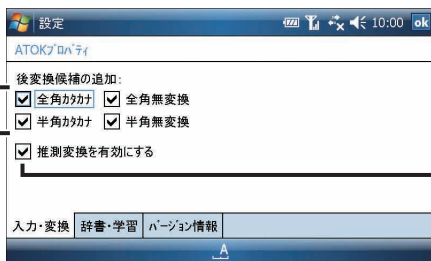 設定 10:00 ok
ATOKﾌﾟﾛﾊﾟﾃｨ
後変換候補の追加:
全角ｶﾀｶﾅ 全角無変換
半角ｶﾀｶﾅ 半角無変換
推測変換を有効にする
入力・変換 辞書・学習 ﾊﾞｰｼﾞｮﾝ情報
A